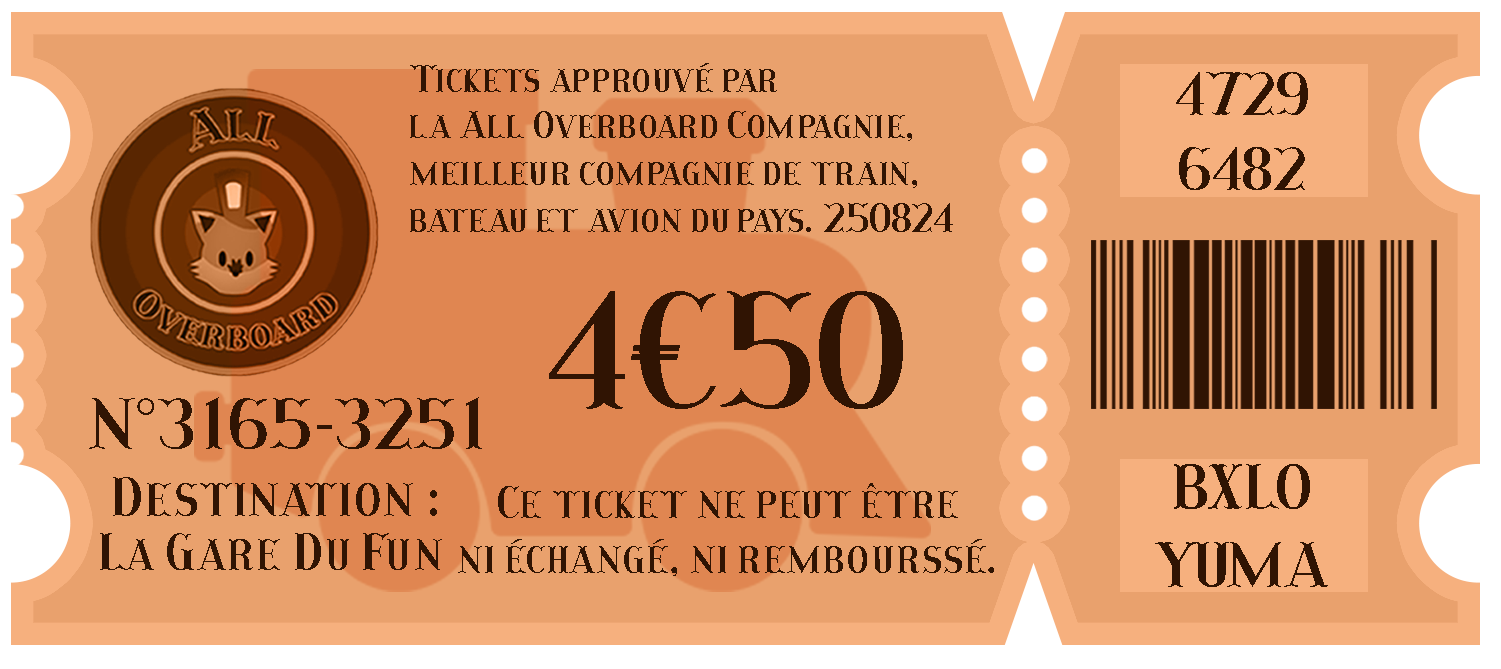 Tickets approuvé par
la All Overboard Compagnie,
meilleur compagnie de train,
bateau et avion du pays. 250824
All
Overboard
4€50
N°3165-3251
Destination :
La Gare Du Fun
Ce ticket ne peut être
ni échangé, ni rembourssé.
4729
6482
BXLO
YUMA